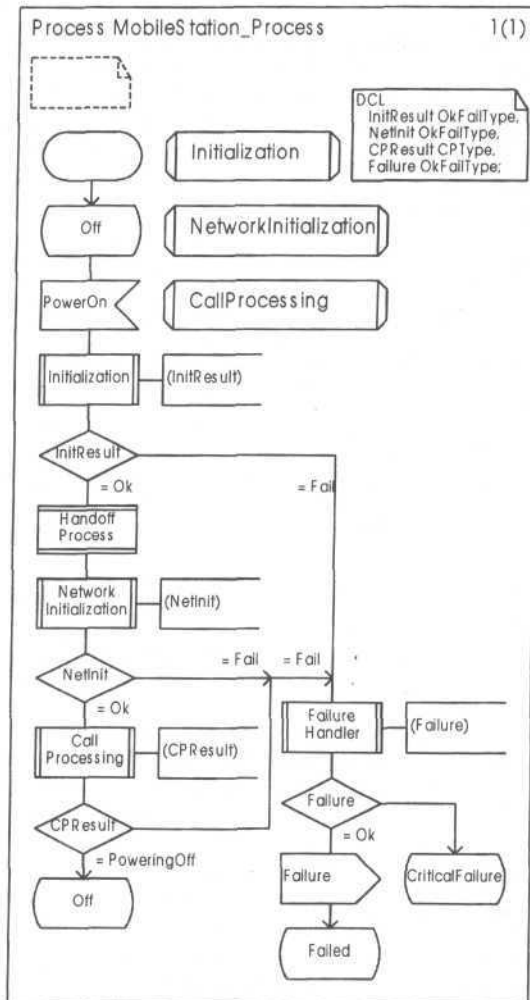 Process MobileStation_Process
1(1)
DCL
InitResult OkFailType,
NetInit OkFailType,
CPResult CPType,
Failure OkFailType;
Initialization
Off
NetworkInitialization
PowerOn
CallProcessing
Initialization
(InitResult)
InitResult
= Ok
= Fail
Handoff
Process
Network
Initialization
(NetInit)
NetInit
= Fail
= Fail
= Ok
Call
Processing
(CPResult)
Failure
Handler
(Failure)
CPResult
Failure
= PoweringOff
= Ok
Off
Failure
CriticalFailure
Failed